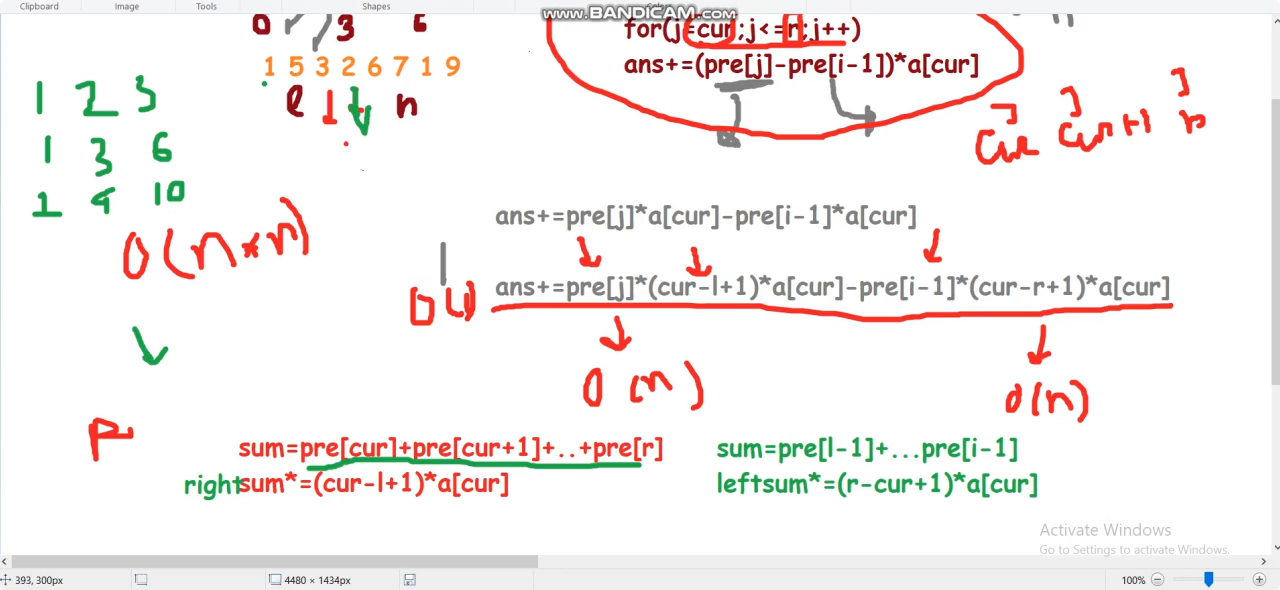 Clipboard Image Tools Shapes Colors
www.BANDICAM.com
for(j=cur;j<=r;j++)
ans+=(pre[j]-pre[i-1])*a[cur]
0 3 6
1 5 3 2 6 7 1 9
l n
1 2 3
1 3 6
1 4 10
O(n*n)
cur cur+1 r
ans+=pre[j]*a[cur]-pre[i-1]*a[cur]
ans+=pre[j]*(cur-l+1)*a[cur]-pre[i-1]*(cur-r+1)*a[cur]
O(n) O(n)
sum=pre[cur]+pre[cur+1]+..+pre[r]
rightsum*=(cur-l+1)*a[cur]
sum=pre[l-1]+...pre[i-1]
leftsum*=(r-cur+1)*a[cur]
Activate Windows
Go to Settings to activate Windows.
393, 300px 4480 × 1434px 100%